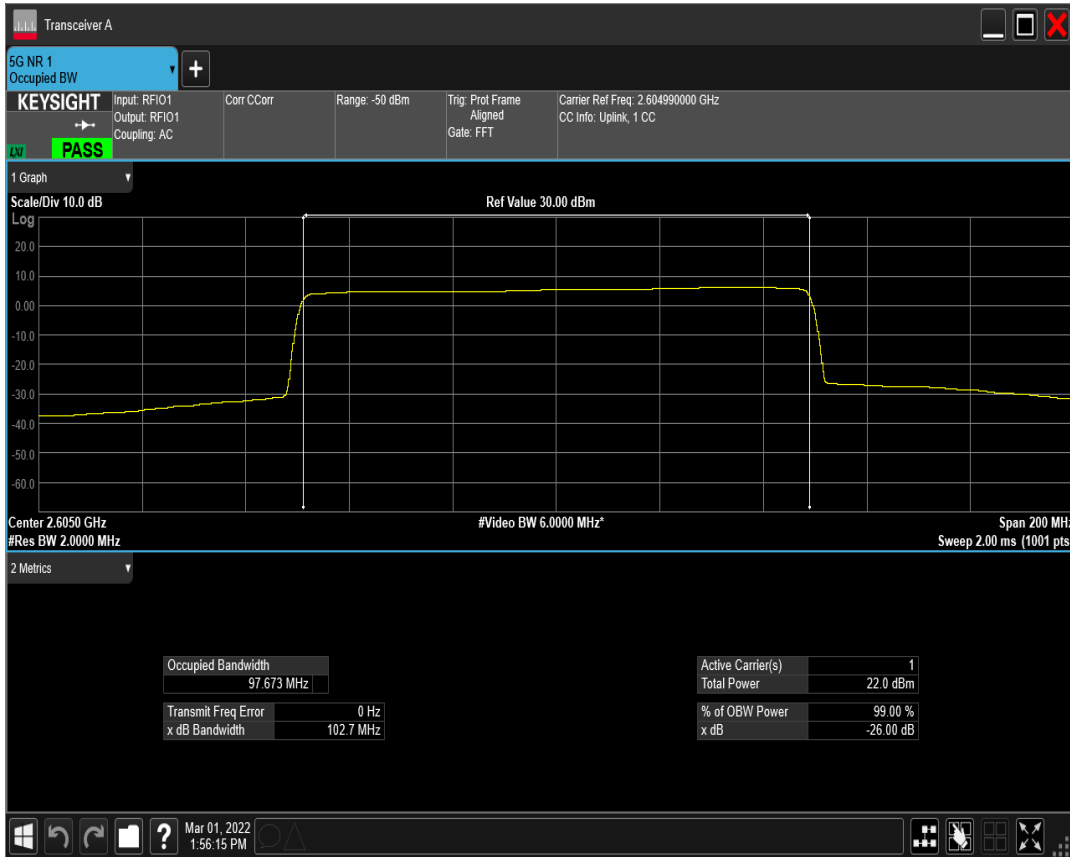 Transceiver A
5G NR 1
Occupied BW
+
KEYSIGHT
LXI
PASS
Input: RFIO1
Output: RFIO1
Coupling: AC
Corr CCorr
Range: -50 dBm
Trig: Prot Frame
Aligned
Gate: FFT
Carrier Ref Freq: 2.604990000 GHz
CC Info: Uplink, 1 CC
1 Graph
Scale/Div 10.0 dB
Ref Value 30.00 dBm
Log
20.0
10.0
0.00
-10.0
-20.0
-30.0
-40.0
-50.0
-60.0
Center 2.6050 GHz
#Video BW 6.0000 MHz*
Span 200 MHz
#Res BW 2.0000 MHz
Sweep 2.00 ms (1001 pts
2 Metrics
Occupied Bandwidth
97.673 MHz
Transmit Freq Error 0 Hz
x dB Bandwidth 102.7 MHz
Active Carrier(s) 1
Total Power 22.0 dBm
% of OBW Power 99.00 %
x dB -26.00 dB
?
Mar 01, 2022
1:56:15 PM